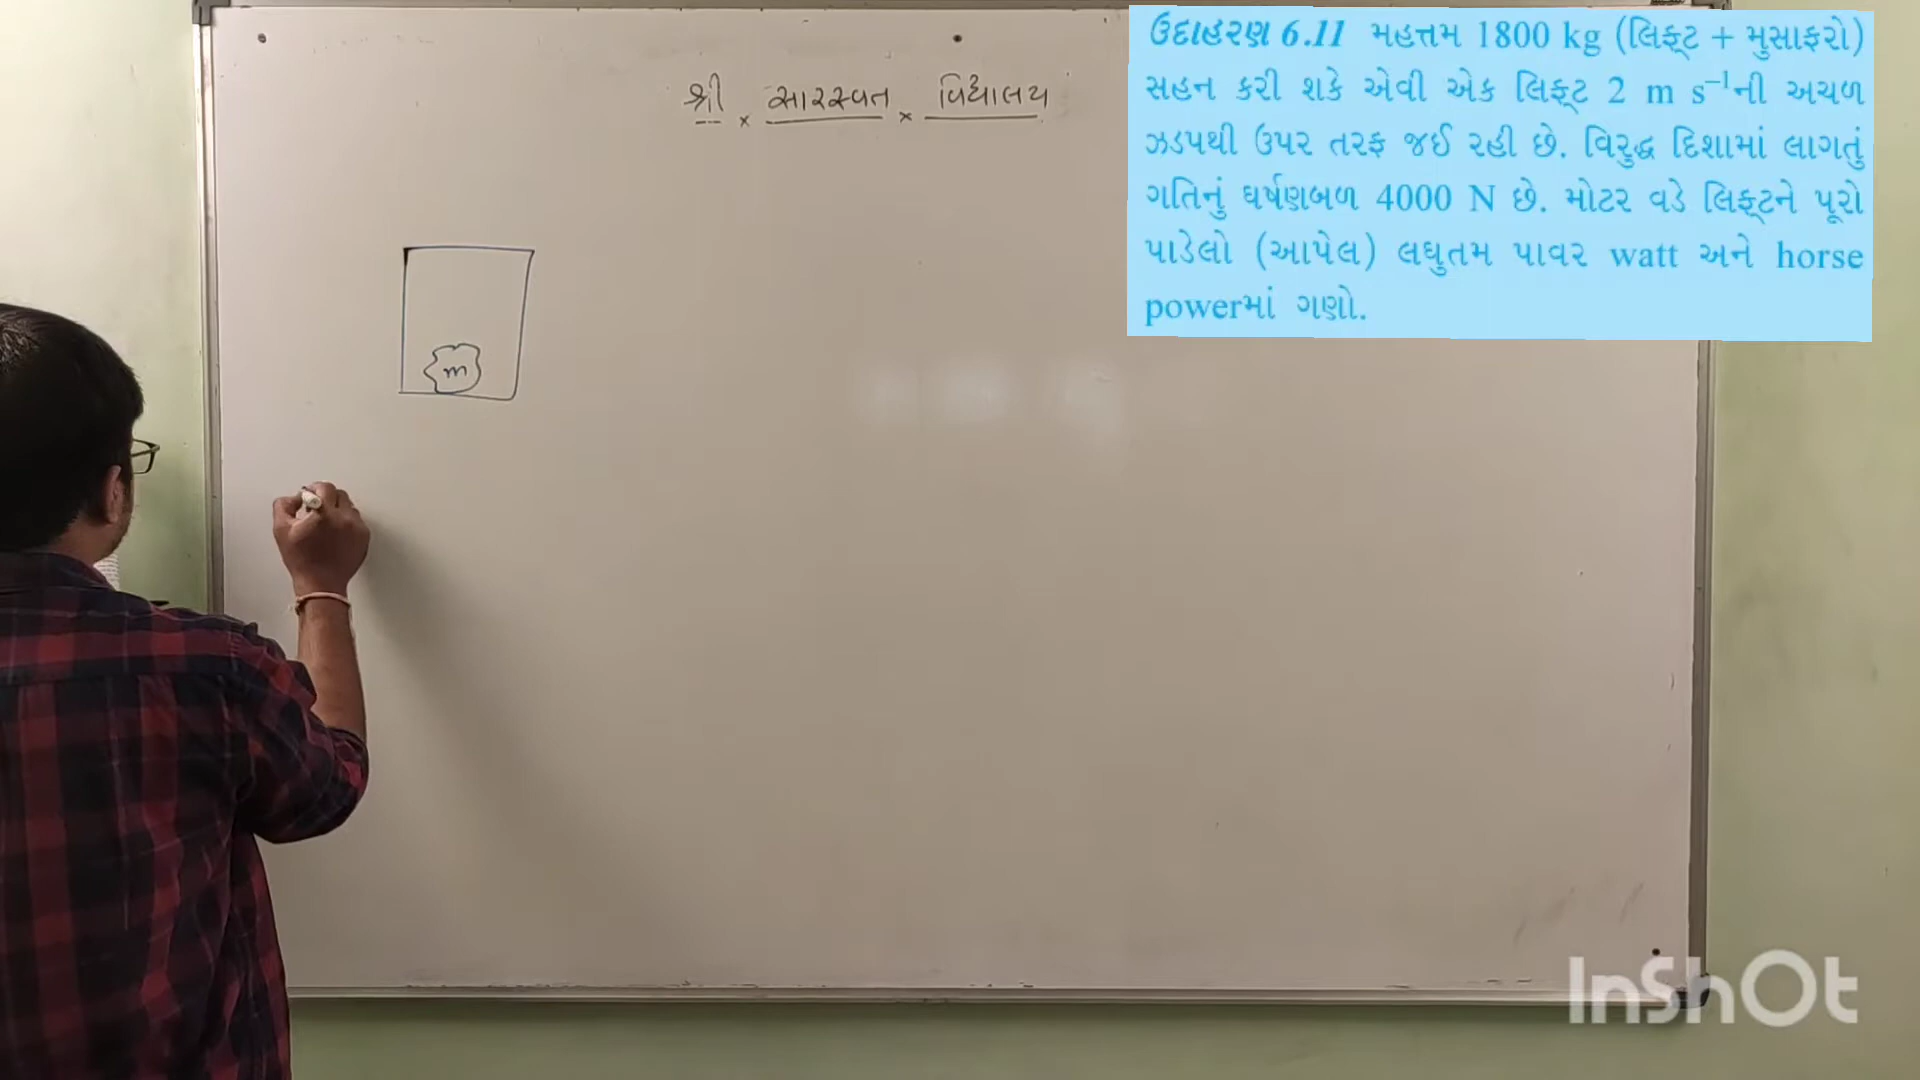 શ્રી × સારસ્વત × વિદ્યાલય
ઉદાહરણ 6.11 મહત્તમ 1800 kg (લિફ્ટ + મુસાફરો)
સહન કરી શકે એવી એક લિફ્ટ 2 m s⁻¹ની અચળ
ઝડપથી ઉપર તરફ જઈ રહી છે. વિરુદ્ધ દિશામાં લાગતું
ગતિનું ઘર્ષણબળ 4000 N છે. મોટર વડે લિફ્ટને પૂરો
પાડેલો (આપેલ) લઘુતમ પાવર watt અને horse
powerમાં ગણો.
m
InShOt